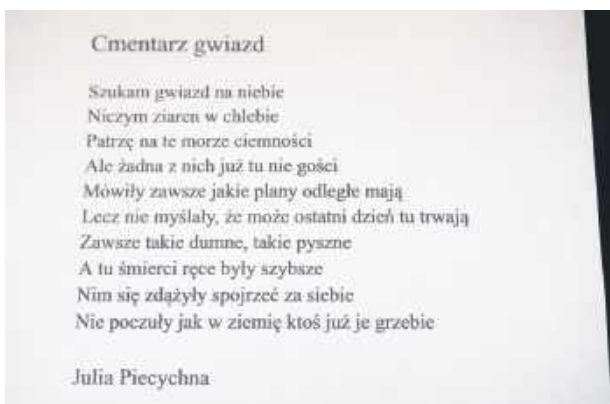 Cmentarz gwiazd
Szukam gwiazd na niebie
Niczym ziaren w chlebie
Patrzę na te morze ciemności
Ale żadna z nich już tu nie gości
Mówiły zawsze jakie plany odległe mają
Lecz nie myślały, że może ostatni dzień tu trwają
Zawsze takie dumne, takie pyszne
A tu śmierci ręce były szybsze
Nim się zdążyły spojrzeć za siebie
Nie poczuły jak w ziemię ktoś już je grzebie
Julia Piecychna